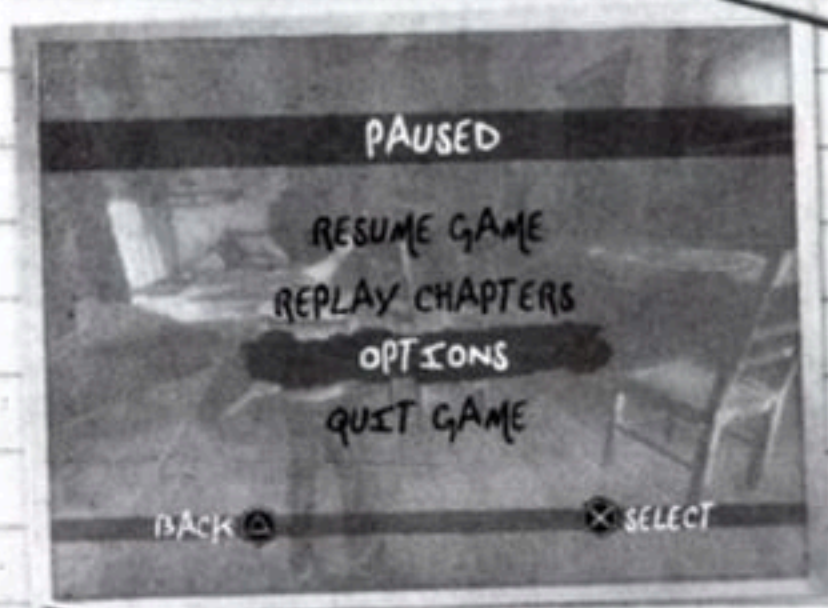 PAUSED
RESUME GAME
REPLAY CHAPTERS
OPTIONS
QUIT GAME
BACK SELECT